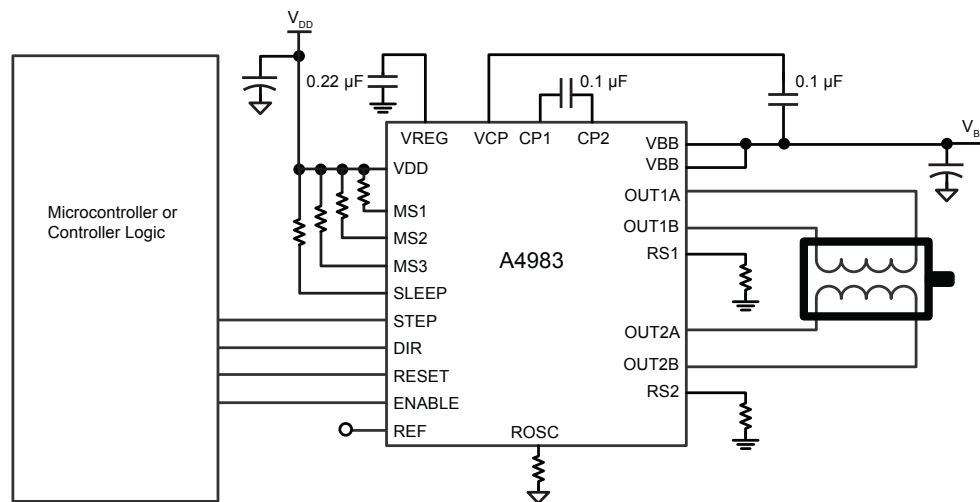 VDD
0.22 µF
0.1 µF
0.1 µF
VREG
VCP
CP1
CP2
VBB
VB
VBB
VDD
OUT1A
Microcontroller or
Controller Logic
MS1
OUT1B
MS2
A4983
RS1
MS3
SLEEP
STEP
OUT2A
DIR
OUT2B
RESET
RS2
ENABLE
REF
ROSC